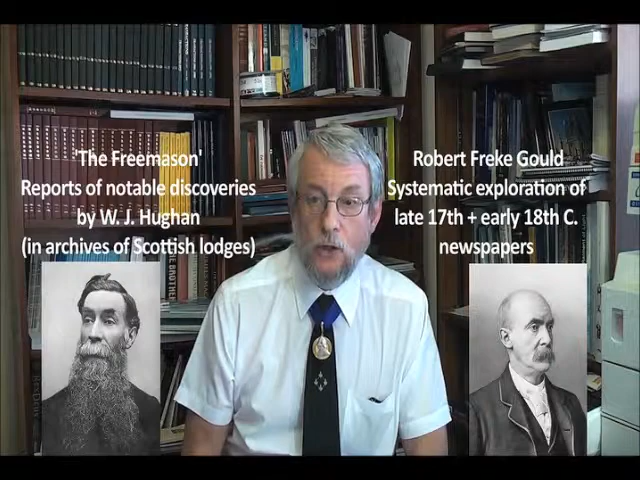 'The Freemason'
Reports of notable discoveries
by W. J. Hughan
(in archives of Scottish lodges)
Robert Freke Gould
Systematic exploration of
late 17th + early 18th C.
newspapers